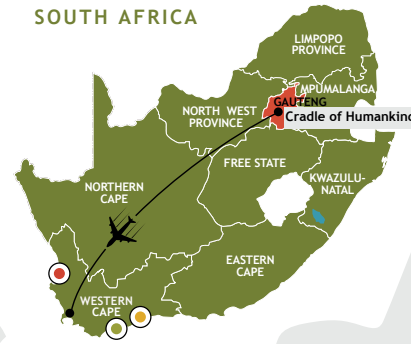 SOUTH AFRICA
LIMPOPO
PROVINCE
MPUMALANGA
GAUTENG
Cradle of Humankind
NORTH WEST
PROVINCE
FREE STATE
KWAZULU-
NATAL
NORTHERN
CAPE
EASTERN
CAPE
WESTERN
CAPE